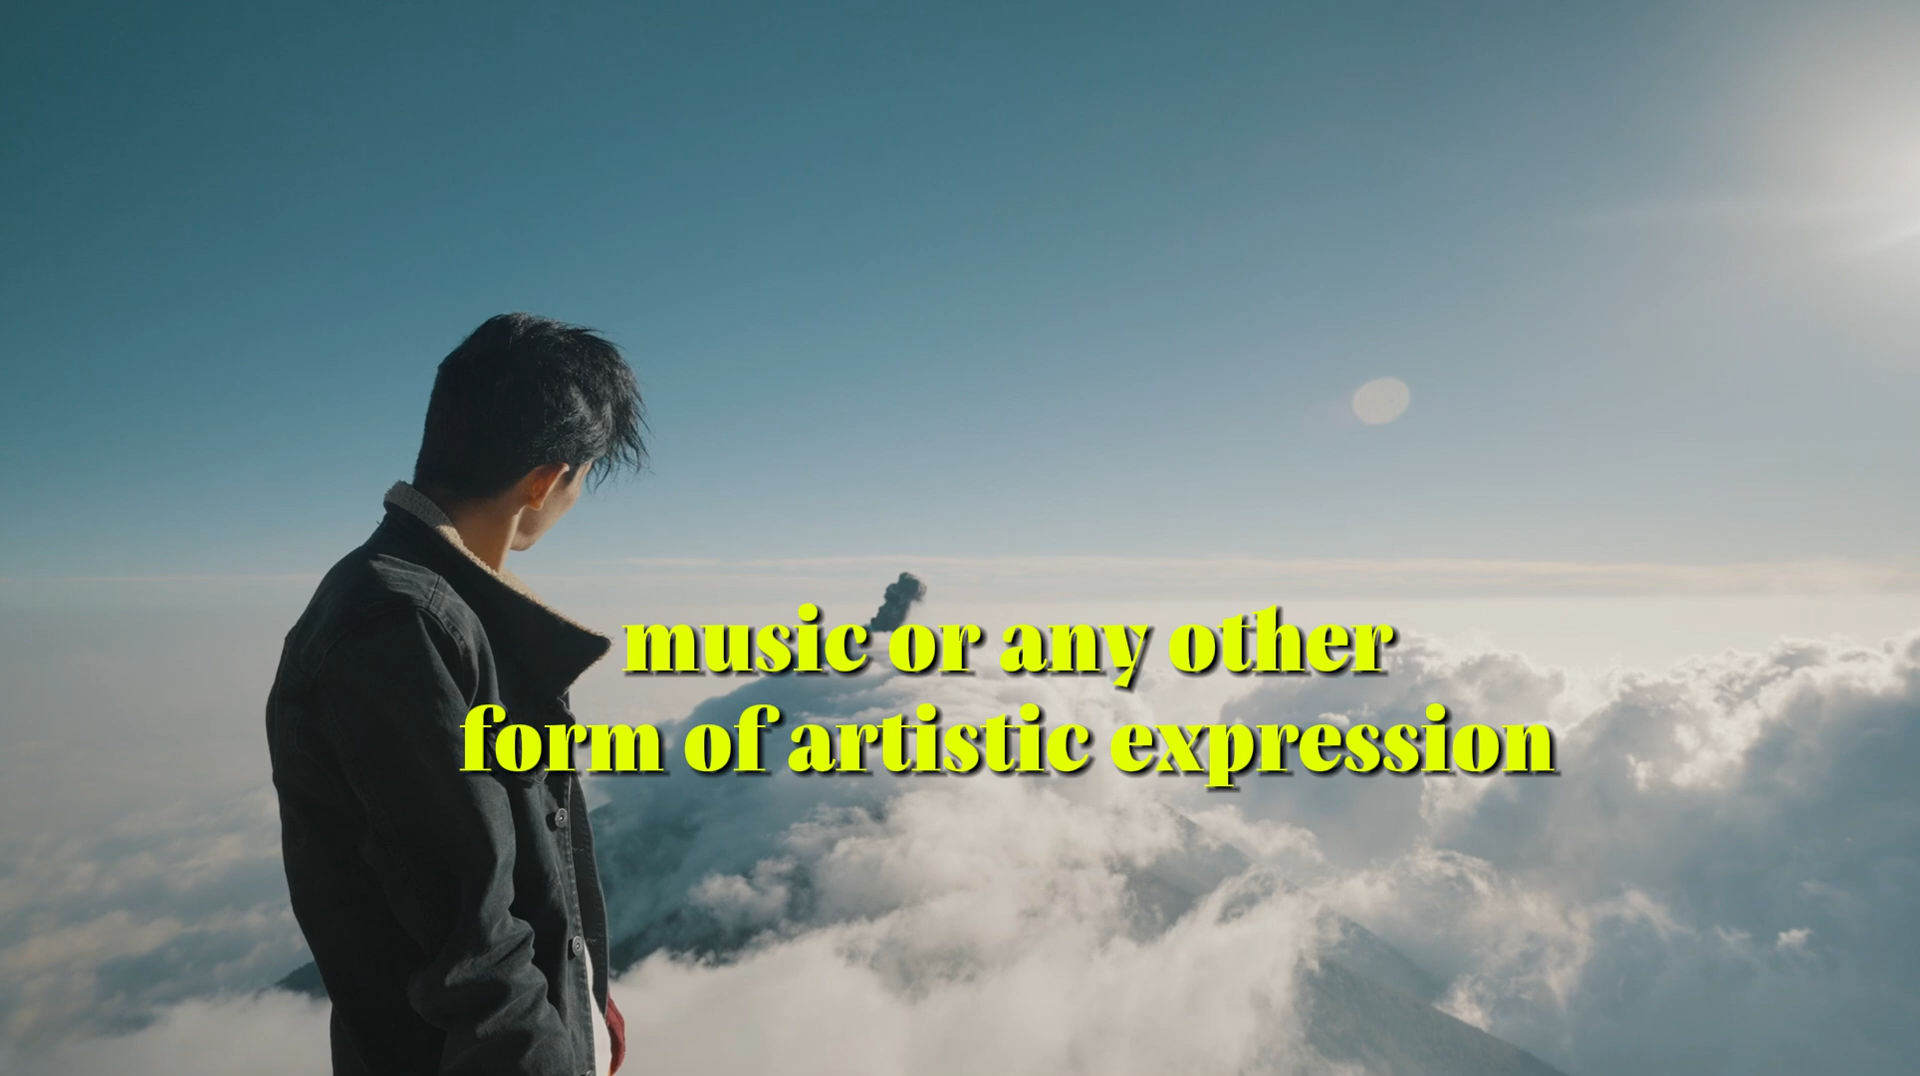 music or any other
form of artistic expression